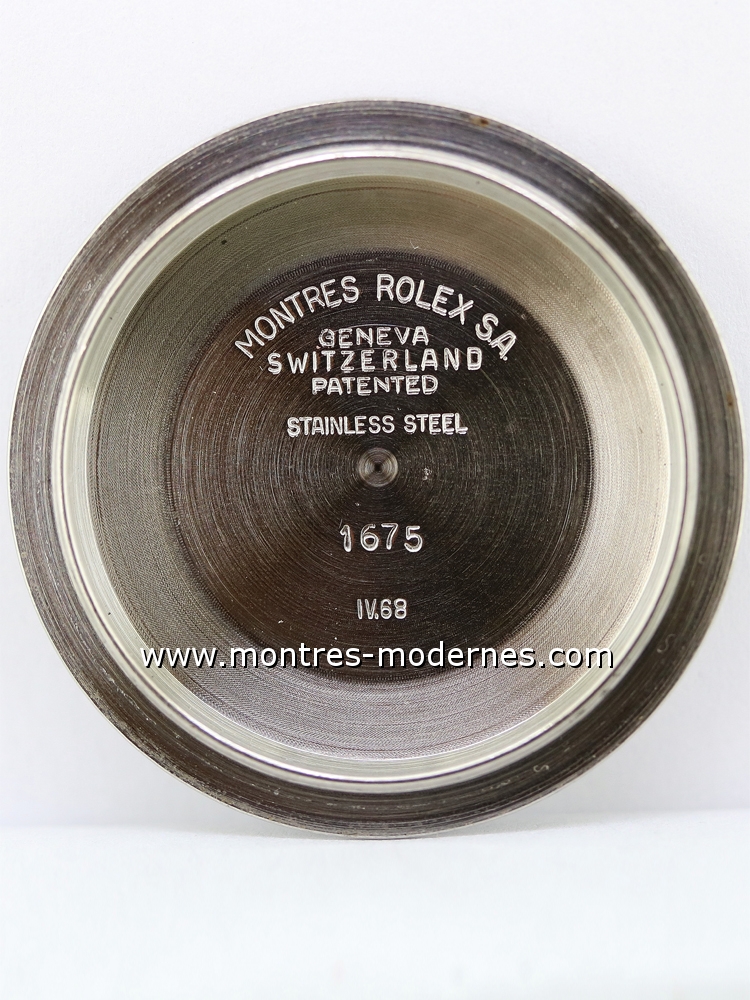 MONTRES ROLEX S.A.
GENEVA
SWITZERLAND
PATENTED
STAINLESS STEEL
1675
IV.68
www.montres-modernes.com